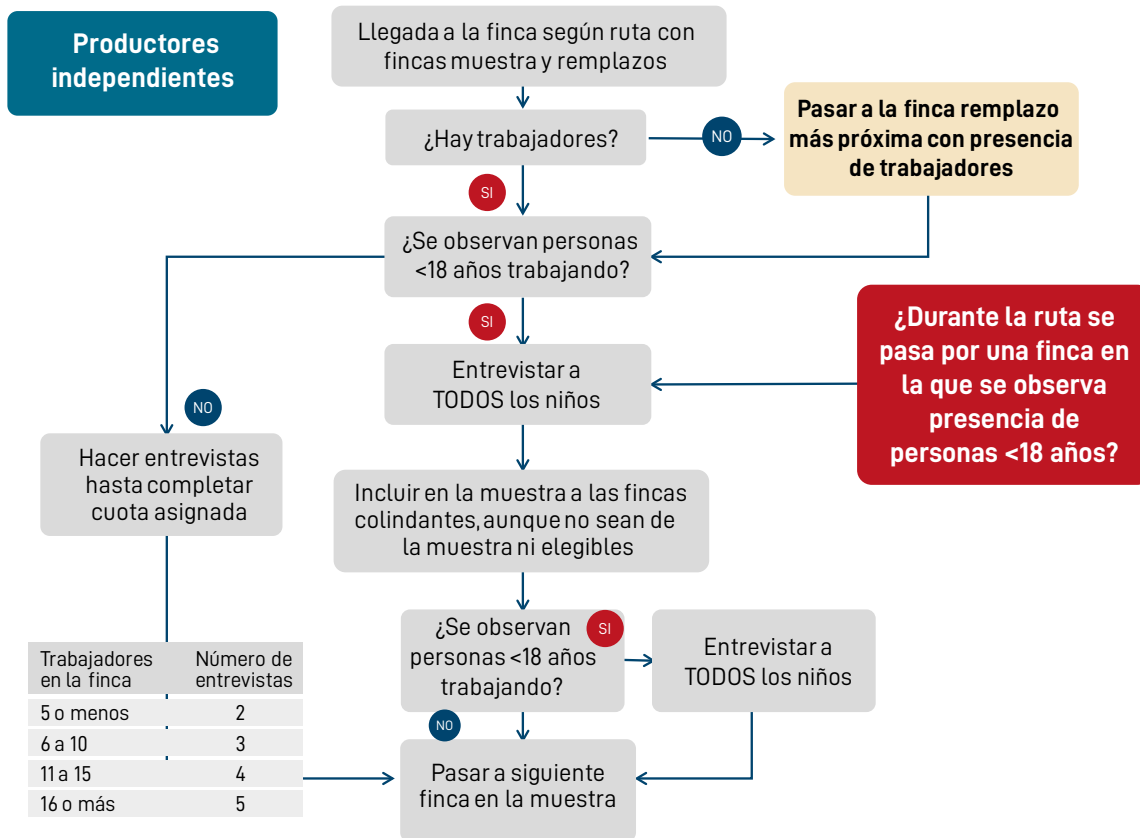 Productores
independientes
Llegada a la finca según ruta con
fincas muestra y remplazos
¿Hay trabajadores?
NO
Pasar a la finca remplazo
más próxima con presencia
de trabajadores
SI
¿Se observan personas
<18 años trabajando?
SI
¿Durante la ruta se
pasa por una finca en
la que se observa
presencia de
personas <18 años?
Entrevistar a
TODOS los niños
NO
Hacer entrevistas
hasta completar
cuota asignada
Incluir en la muestra a las fincas
colindantes, aunque no sean de
la muestra ni elegibles
¿Se observan
personas <18 años
trabajando?
SI
Entrevistar a
TODOS los niños
NO
Pasar a siguiente
finca en la muestra
Trabajadores Número de
en la finca entrevistas
5 o menos 2
6 a 10 3
11 a 15 4
16 o más 5